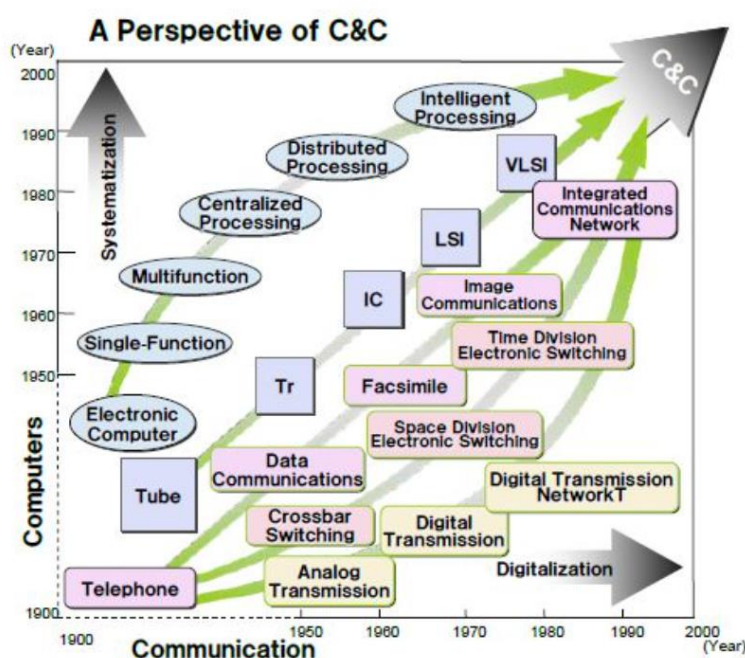 A Perspective of C&C
(Year)
2000
1990
1980
1970
1960
1950
1900
Computers
Systematization
C&C
Intelligent
Processing
Distributed
Processing
Centralized
Processing
Multifunction
Single-Function
Electronic
Computer
VLSI
LSI
IC
Tr
Tube
Integrated
Communications
Network
Image
Communications
Time Division
Electronic Switching
Facsimile
Space Division
Electronic Switching
Data
Communications
Digital Transmission
NetworkT
Crossbar
Switching
Digital
Transmission
Telephone
Analog
Transmission
Digitalization
1900
1950
1960
1970
1980
1990
2000
(Year)
Communication